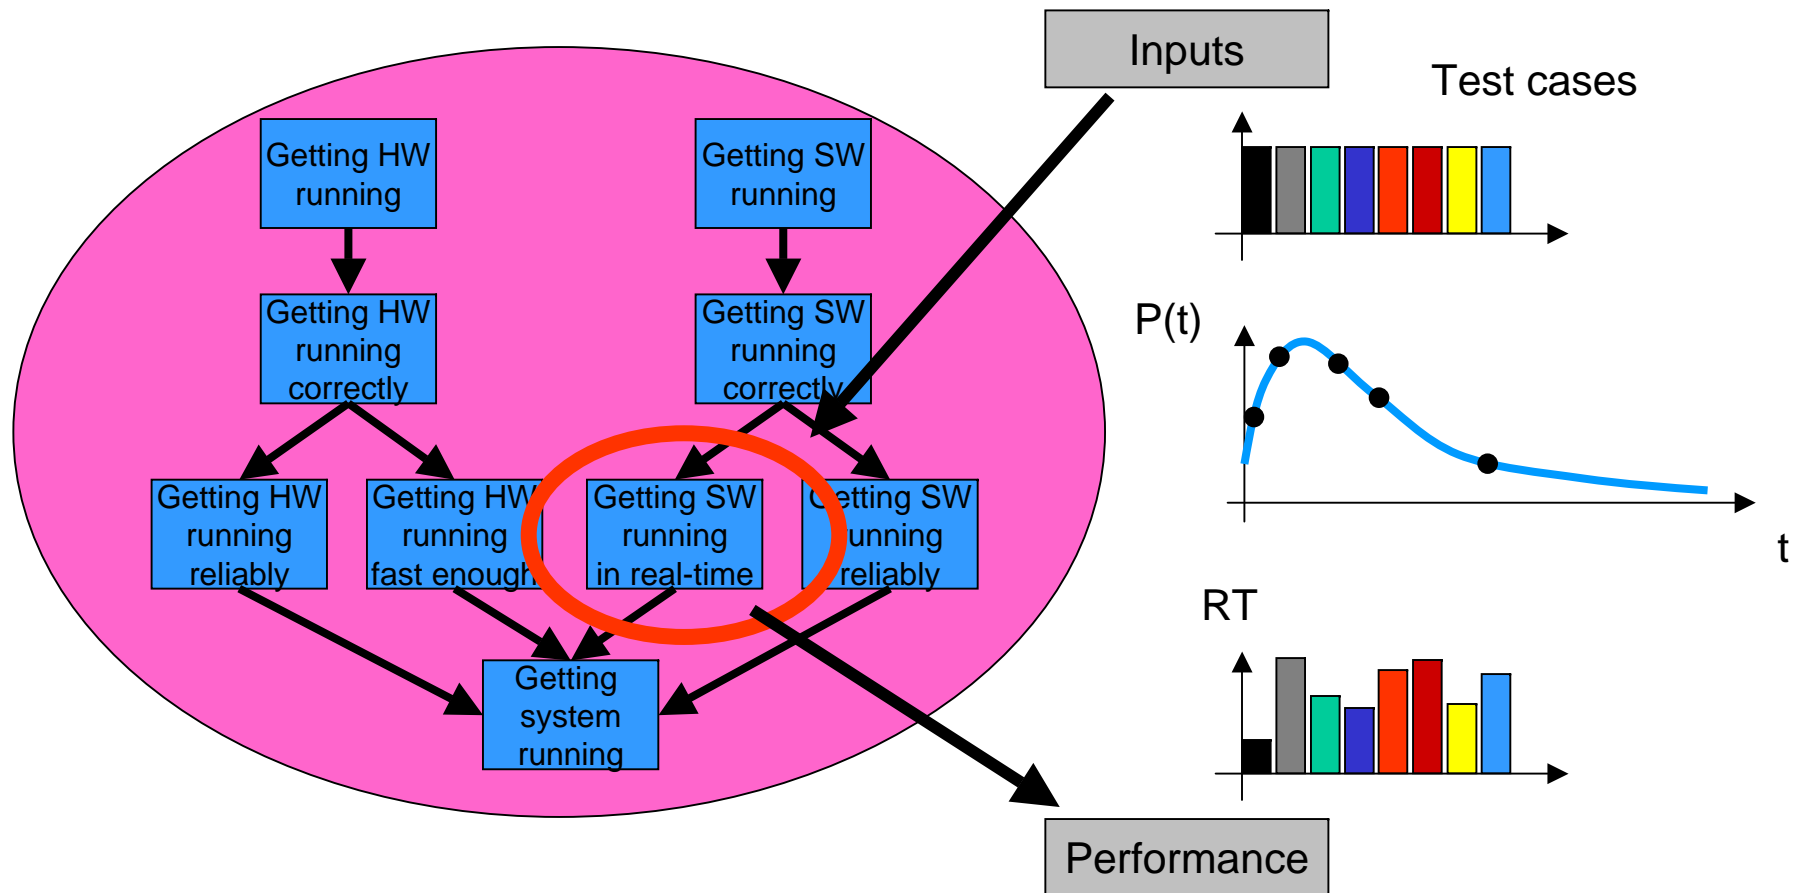 Inputs
Test cases
Getting HW
running
Getting SW
running
Getting HW
running
correctly
Getting SW
running
correctly
P(t)
t
Getting HW
running
reliably
Getting HW
running
fast enough
Getting SW
running
in real-time
Getting SW
running
reliably
RT
Getting
system
running
Performance